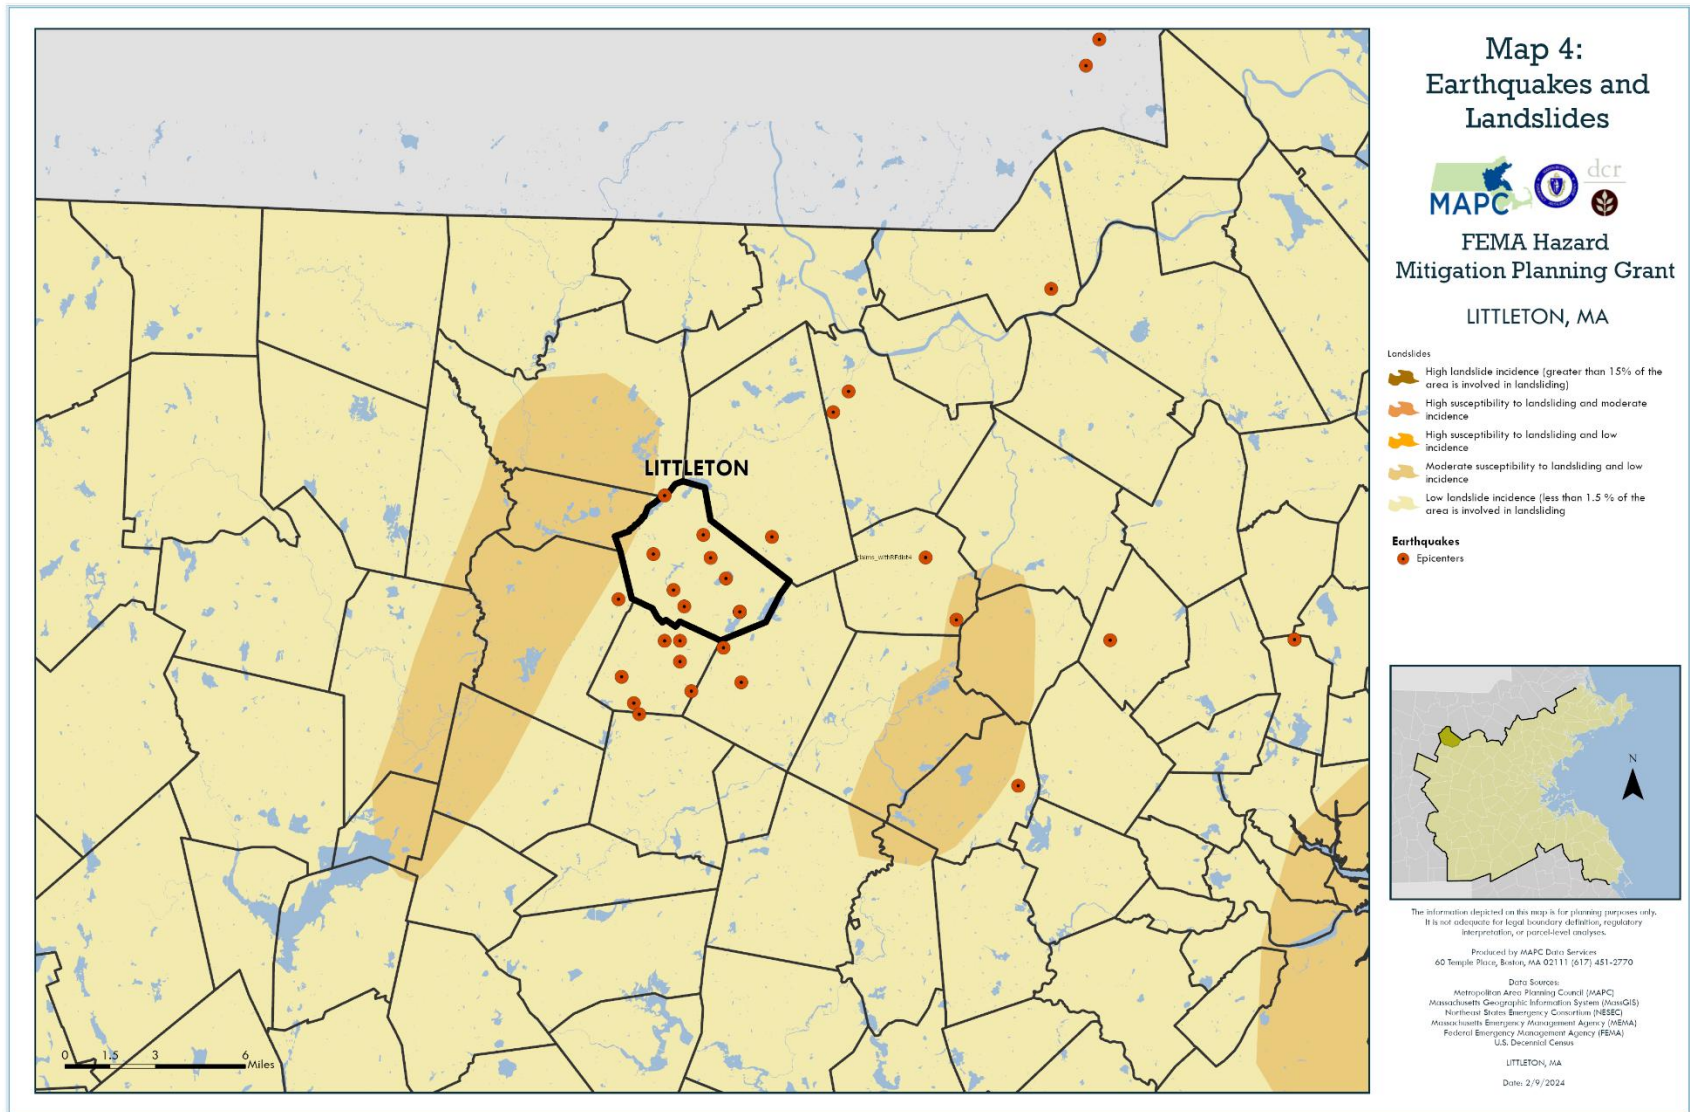 Map 4:
Earthquakes and
Landslides
MAPC
dcr
FEMA Hazard
Mitigation Planning Grant
LITTLETON, MA
Landslides
High landslide incidence (greater than 15% of the
area is involved in landsliding)
High susceptibility to landsliding and moderate
incidence
High susceptibility to landsliding and low
incidence
Moderate susceptibility to landsliding and low
incidence
Low landslide incidence (less than 1.5 % of the
area is involved in landsliding
Earthquakes
Epicenters
LITTLETON
0 1.5 3 6
Miles
N
The information depicted on this map is for planning purposes only.
It is not adequate for legal boundary definition, regulatory
interpretation, or parcel-level analyses.
Produced by MAPC Data Services
60 Temple Place, Boston, MA 02111 (617) 451-2770
Data Sources:
Metropolitan Area Planning Council (MAPC)
Massachusetts Geographic Information System (MassGIS)
Northeast States Emergency Consortium (NESEC)
Massachusetts Emergency Management Agency (MEMA)
Federal Emergency Management Agency (FEMA)
U.S. Decennial Census
LITTLETON, MA
Date: 2/9/2024